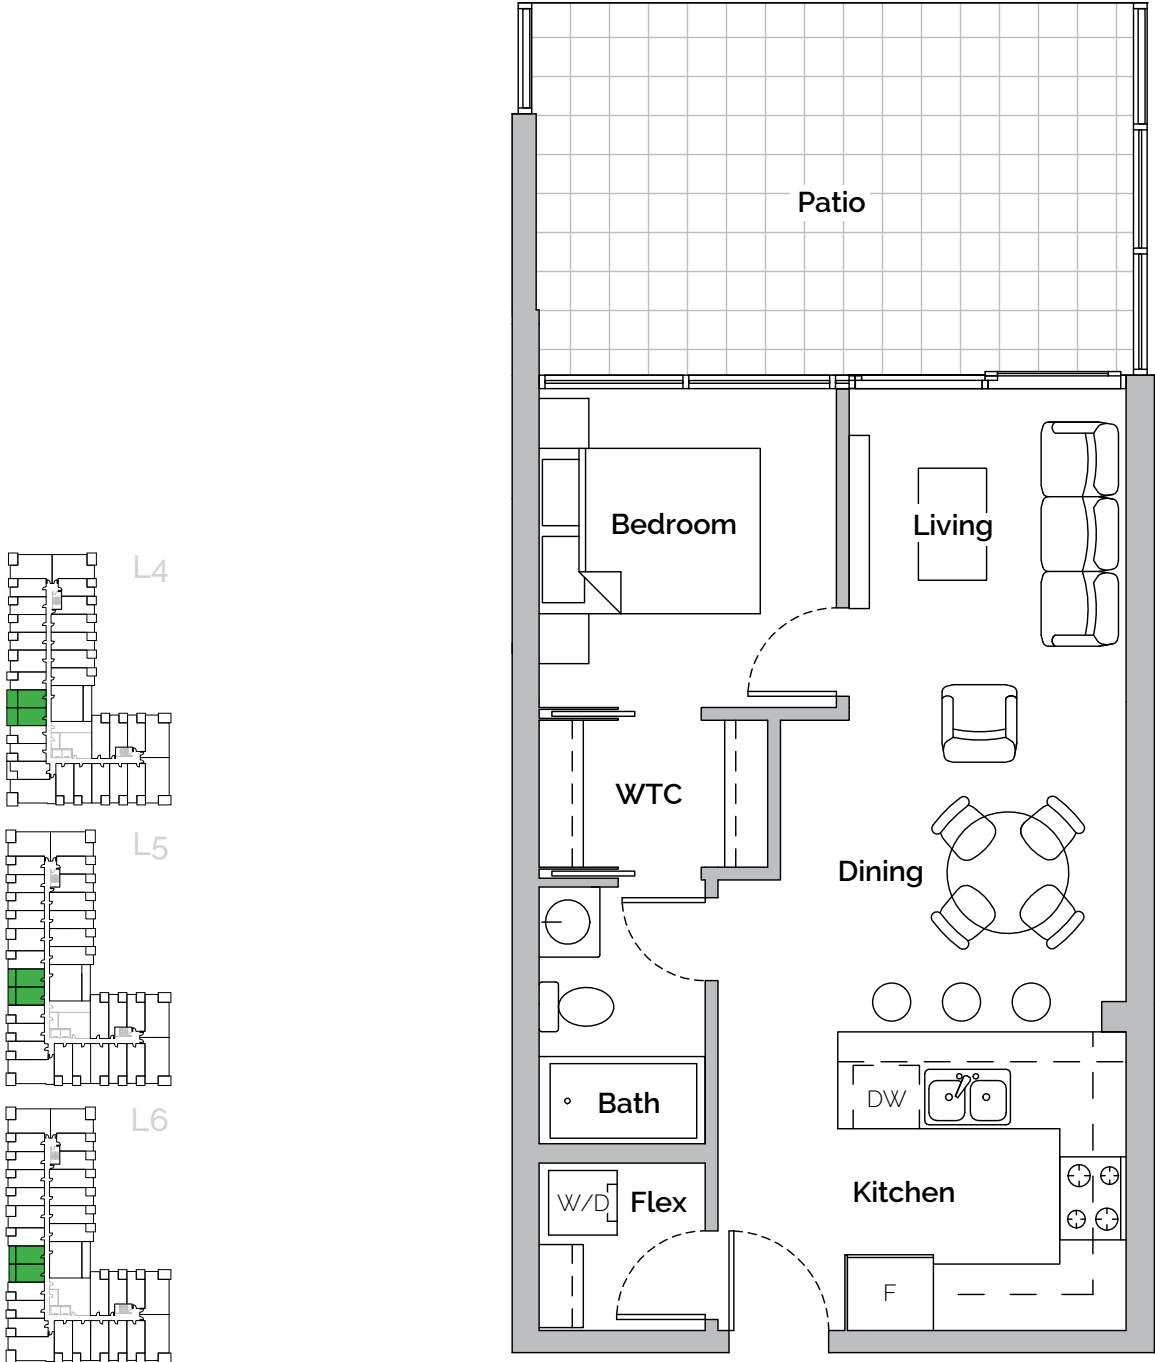 Patio
Bedroom
Living
L4
WTC
L5
Dining
DW
Bath
L6
Kitchen
W/D
Flex
F